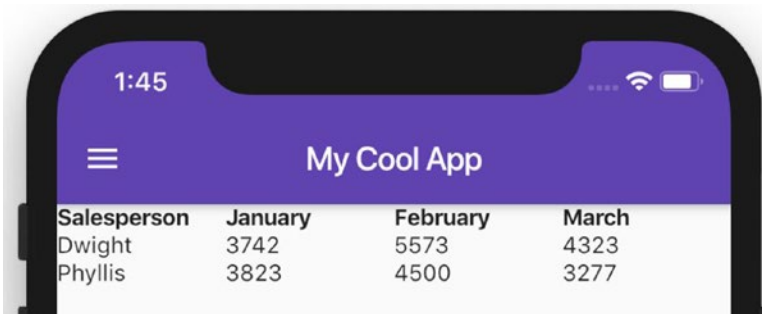 1:45
My Cool App
Salesperson January February March
Dwight 3742 5573 4323
Phyllis 3823 4500 3277